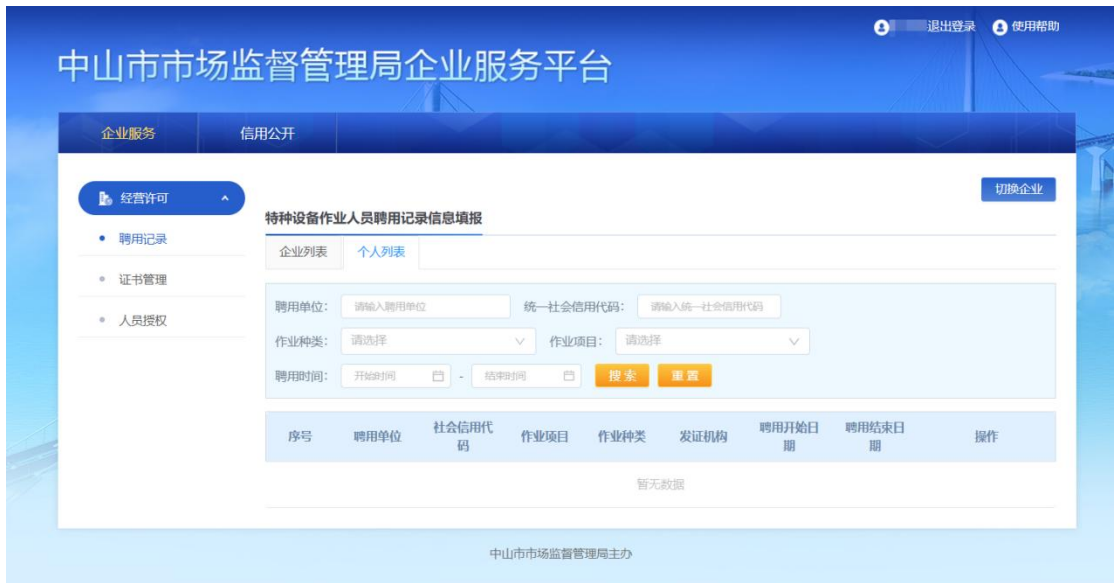 退出登录 使用帮助
中山市市场监督管理局企业服务平台
企业服务 信用公开
切换企业
经营许可
聘用记录
证书管理
人员授权
特种设备作业人员聘用记录信息填报
企业列表 个人列表
聘用单位: 请输入聘用单位 统一社会信用代码: 请输入统一社会信用代码
作业种类: 请选择 作业项目: 请选择
聘用时间: 开始时间 - 结束时间 搜索 重置
序号 聘用单位 社会信用代码 作业项目 作业种类 发证机构 聘用开始日期 聘用结束日期 操作
暂无数据
中山市市场监督管理局主办